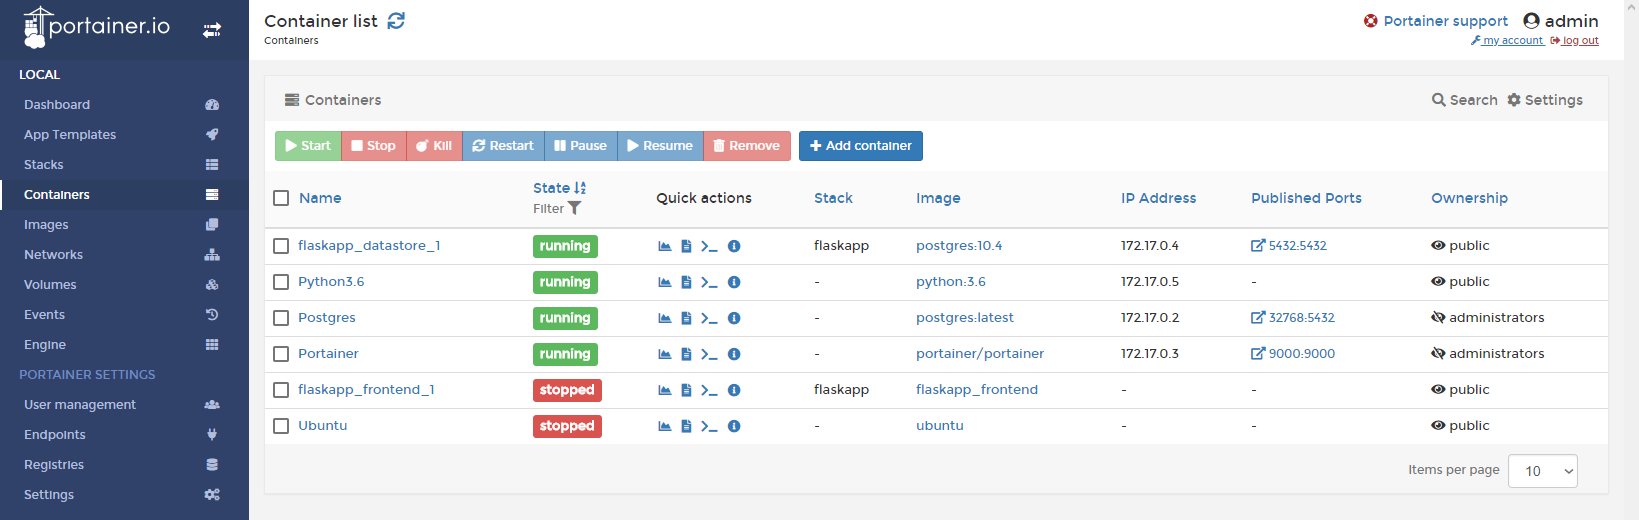 portainer.io
LOCAL
Dashboard
App Templates
Stacks
Containers
Images
Networks
Volumes
Events
Engine
PORTAINER SETTINGS
User management
Endpoints
Registries
Settings
Container list
Containers
Portainer support admin
my account log out
Containers
Search Settings
Start Stop Kill Restart Pause Resume Remove Add container
Name State Filter Quick actions Stack Image IP Address Published Ports Ownership
flaskapp_datastore_1 running flaskapp postgres:10.4 172.17.0.4 5432:5432 public
Python3.6 running - python:3.6 172.17.0.5 - public
Postgres running - postgres:latest 172.17.0.2 32768:5432 administrators
Portainer running - portainer/portainer 172.17.0.3 9000:9000 administrators
flaskapp_frontend_1 stopped flaskapp flaskapp_frontend - - public
Ubuntu stopped - ubuntu - - public
Items per page 10